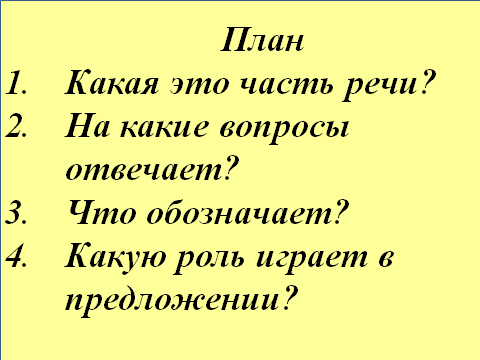 План
1. Какая это часть речи?
2. На какие вопросы
отвечает?
3. Что обозначает?
4. Какую роль играет в
предложении?